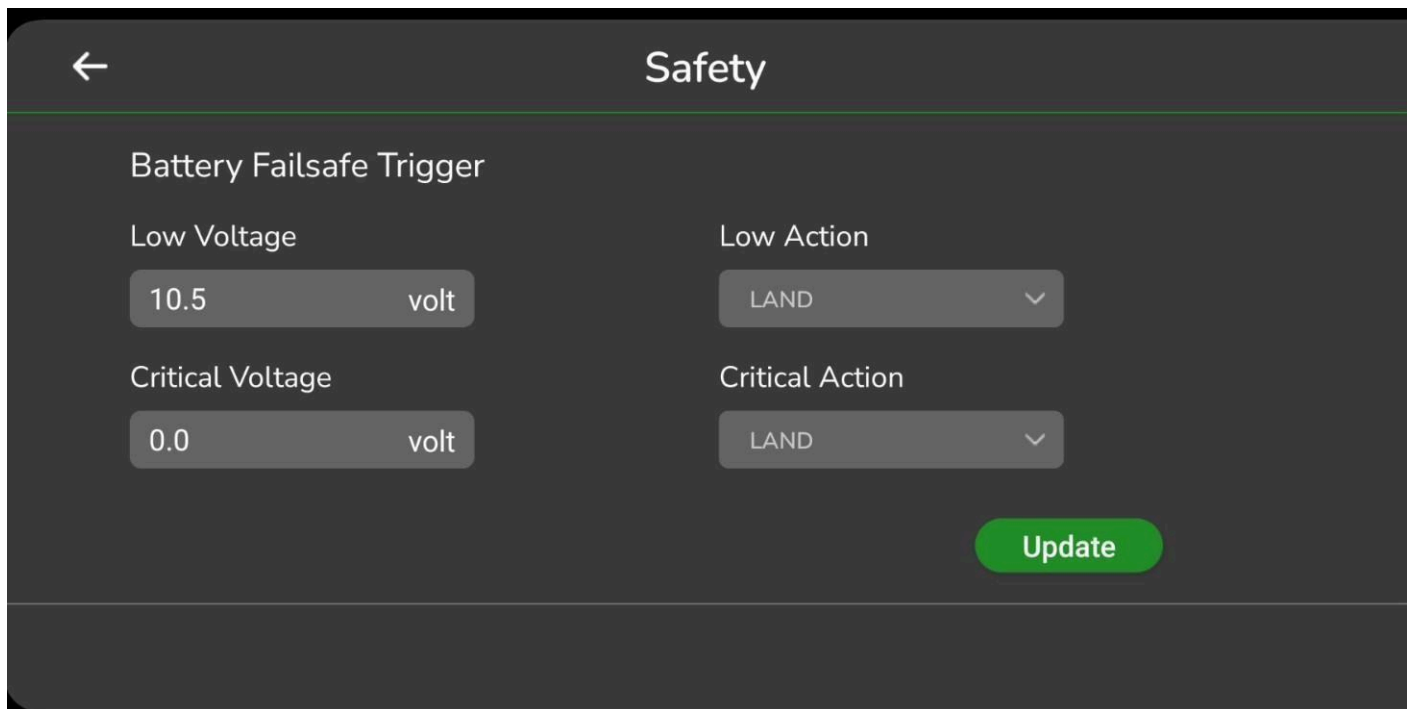 Safety
Battery Failsafe Trigger
Low Voltage Low Action
10.5 volt LAND
Critical Voltage Critical Action
0.0 volt LAND
Update